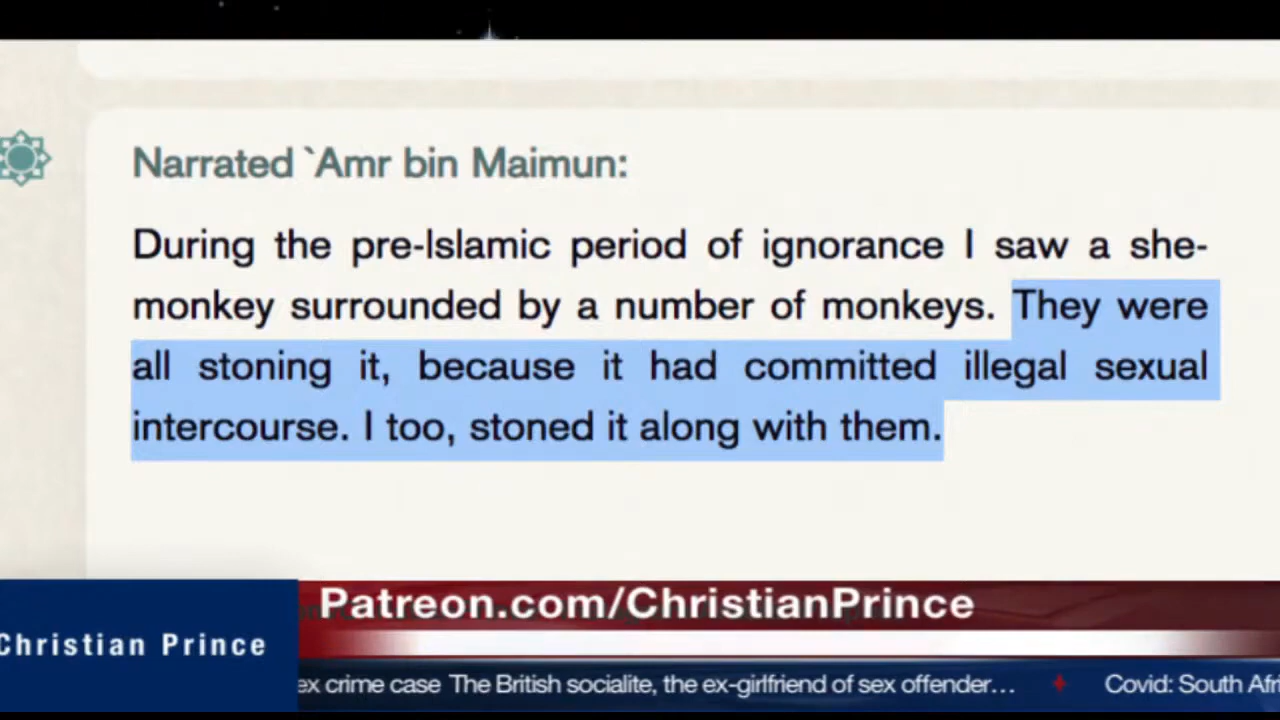 Narrated `Amr bin Maimun:
During the pre-Islamic period of ignorance I saw a she-
monkey surrounded by a number of monkeys. They were
all stoning it, because it had committed illegal sexual
intercourse. I too, stoned it along with them.
Patreon.com/ChristianPrince
Christian Prince
ex crime case The British socialite, the ex-girlfriend of sex offender… Covid: South Afri